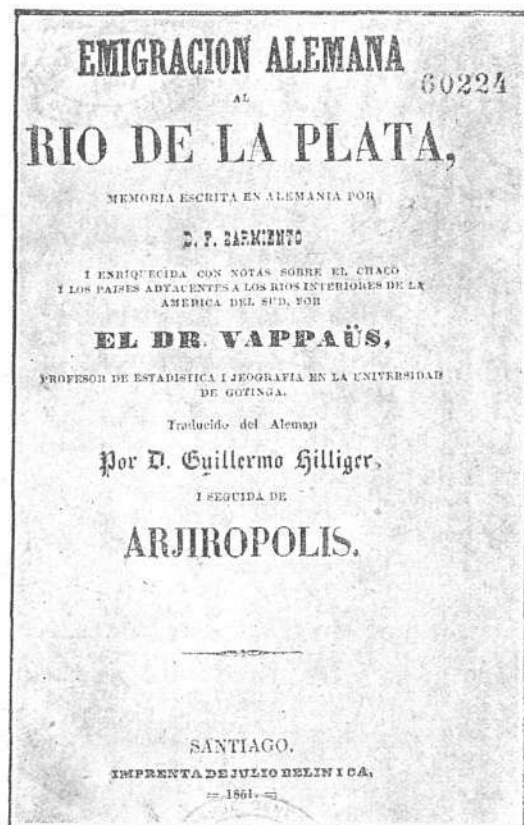 EMIGRACION ALEMANA
60224
AL
RIO DE LA PLATA,
MEMORIA ESCRITA EN ALEMANIA POR
D. F. SARMIENTO
I ENRIQUECIDA CON NOTAS SOBRE EL CHACO
I LOS PAISES ADYACENTES A LOS RIOS INTERIORES DE LA
AMERICA DEL SUD, POR
EL DR. VAPPAÜS,
PROFESOR DE ESTADISTICA I JEOGRAFIA EN LA UNIVERSIDAD
DE GOTINGA.
Traducido del Aleman
Por D. Guillermo Hilliger,
I SEGUIDA DE
ARJIROPOLIS.
SANTIAGO.
IMPRENTA DE JULIO BELIN I CA,
1851.